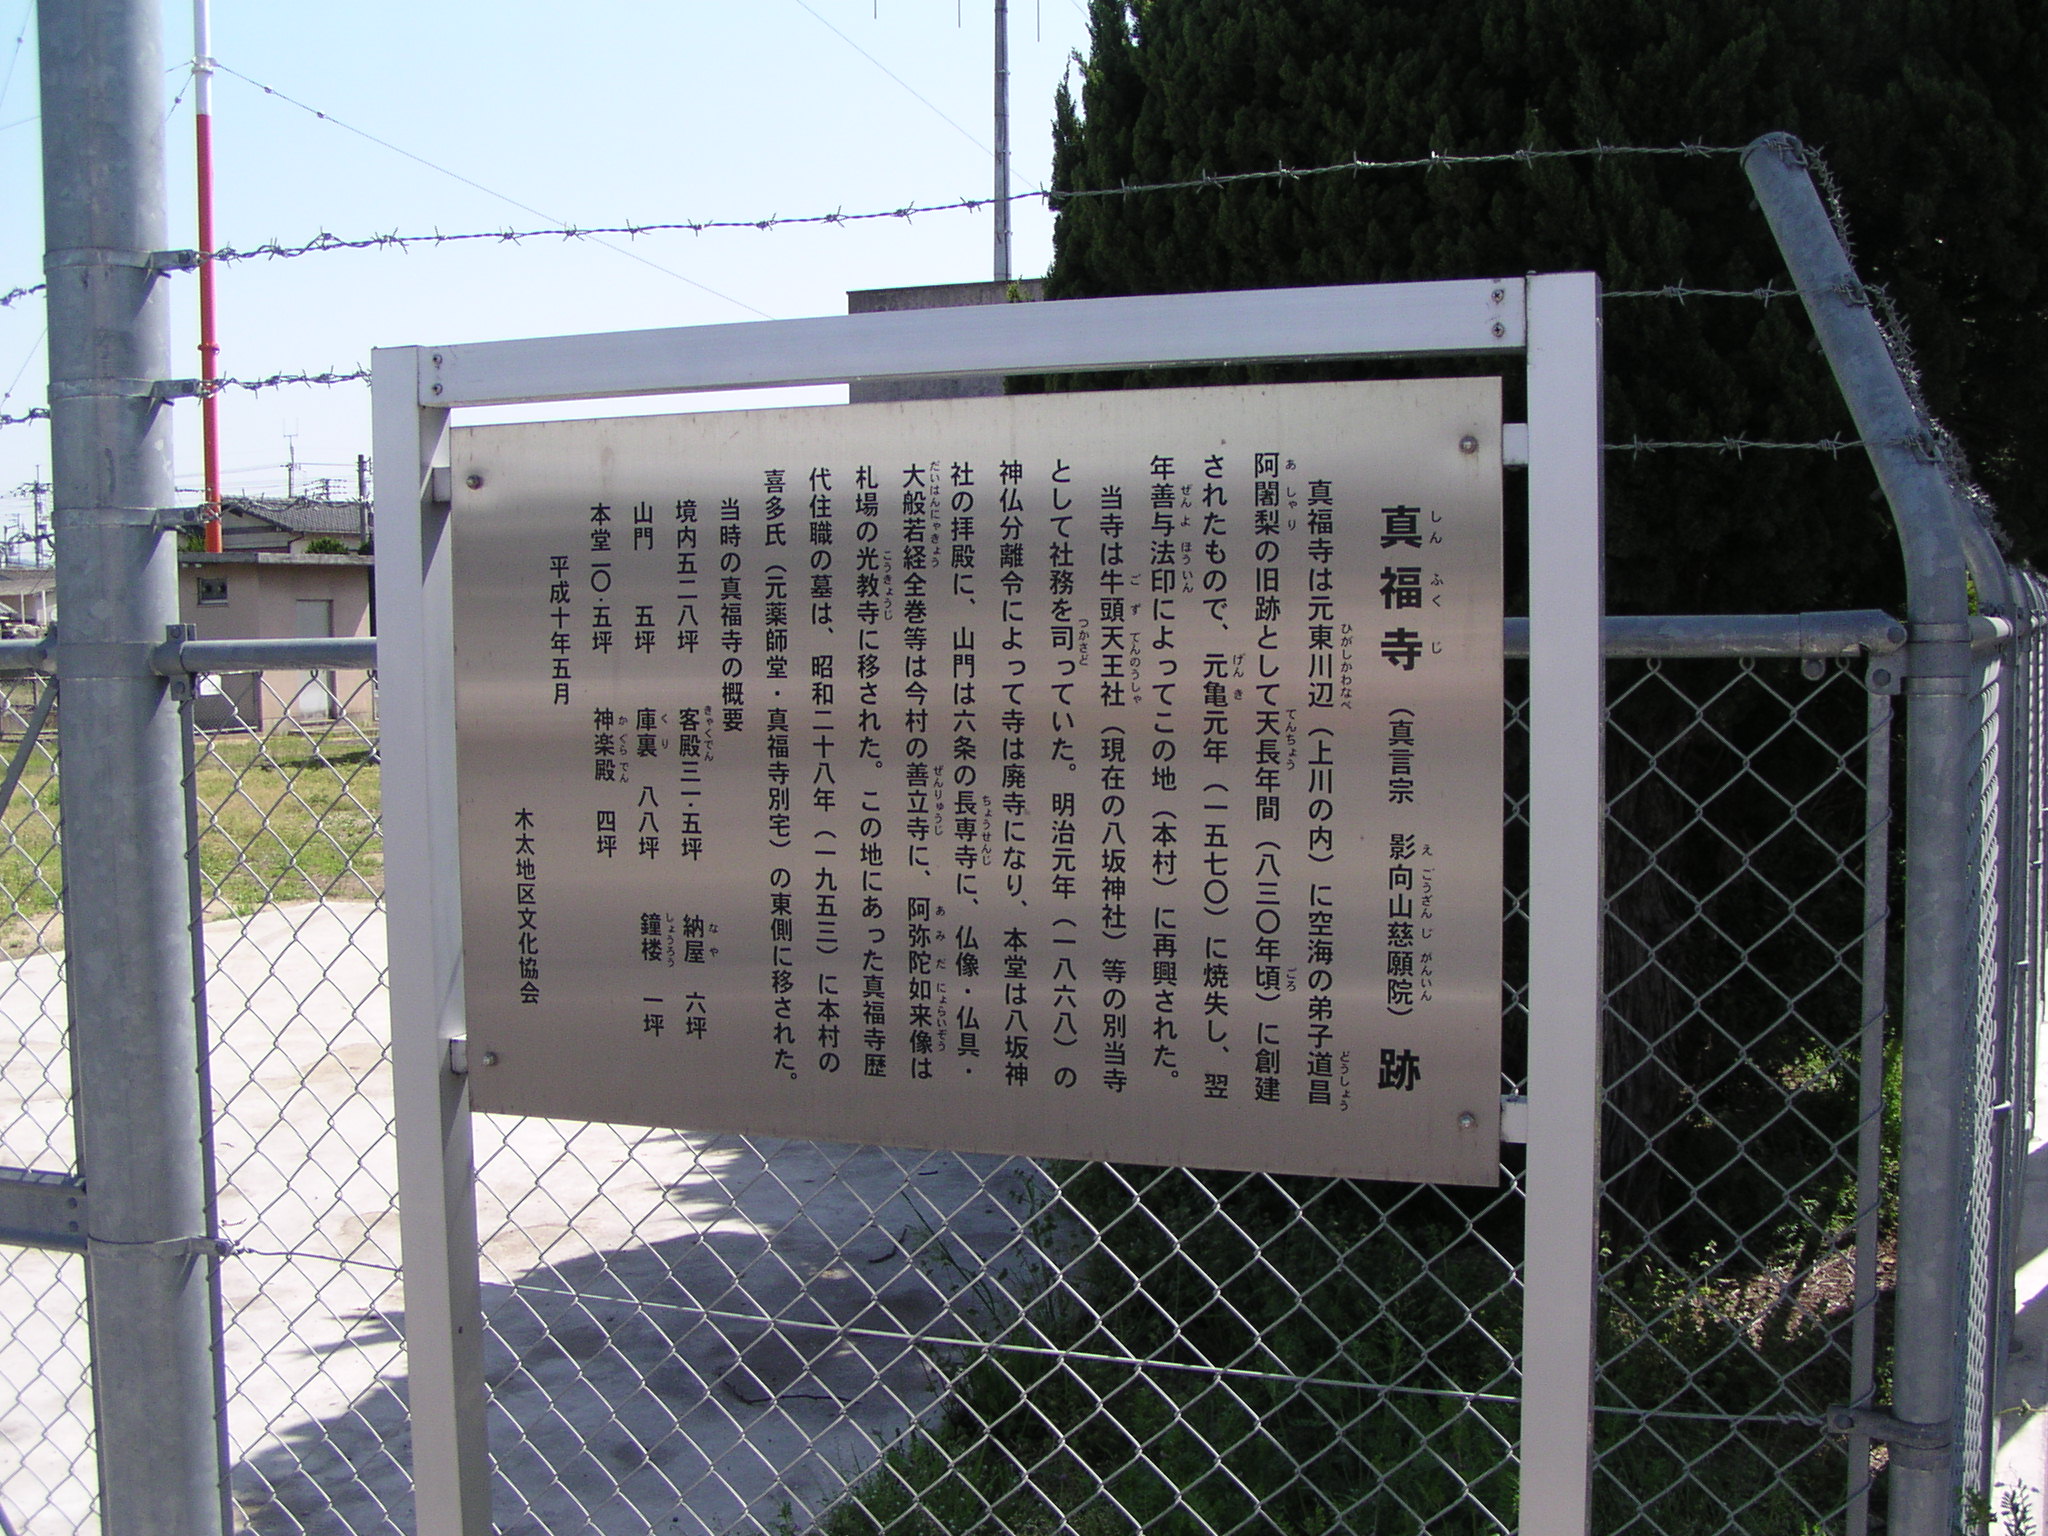 真福寺（真言宗　影向山慈願院）　跡
真福寺は元東川辺（上川の内）に空海の弟子道昌
阿闍梨の旧跡として天長年間（八三〇年頃）に創建
されたもので、元亀元年（一五七〇）に焼失し、翌
年善与法印によってこの地（本村）に再興された。
当寺は牛頭天王社（現在の八坂神社）等の別当寺
として社務を司っていた。明治元年（一八六八）の
神仏分離令によって寺は廃寺になり、本堂は八坂神
社の拝殿に、山門は六条の長専寺に、仏像・仏具・
大般若経全巻等は今村の善立寺に、阿弥陀如来像は
札場の光教寺に移された。この地にあった真福寺歴
代住職の墓は、昭和二十八年（一九五三）に本村の
喜多氏（元薬師堂・真福寺別宅）の東側に移された。
当時の真福寺の概要
境内五二八坪　客殿三一・五坪　納屋　六坪
山門　五坪　庫裏　八八坪　鐘楼　一坪
本堂一〇・五坪　神楽殿　四坪
平成十年五月
木太地区文化協会